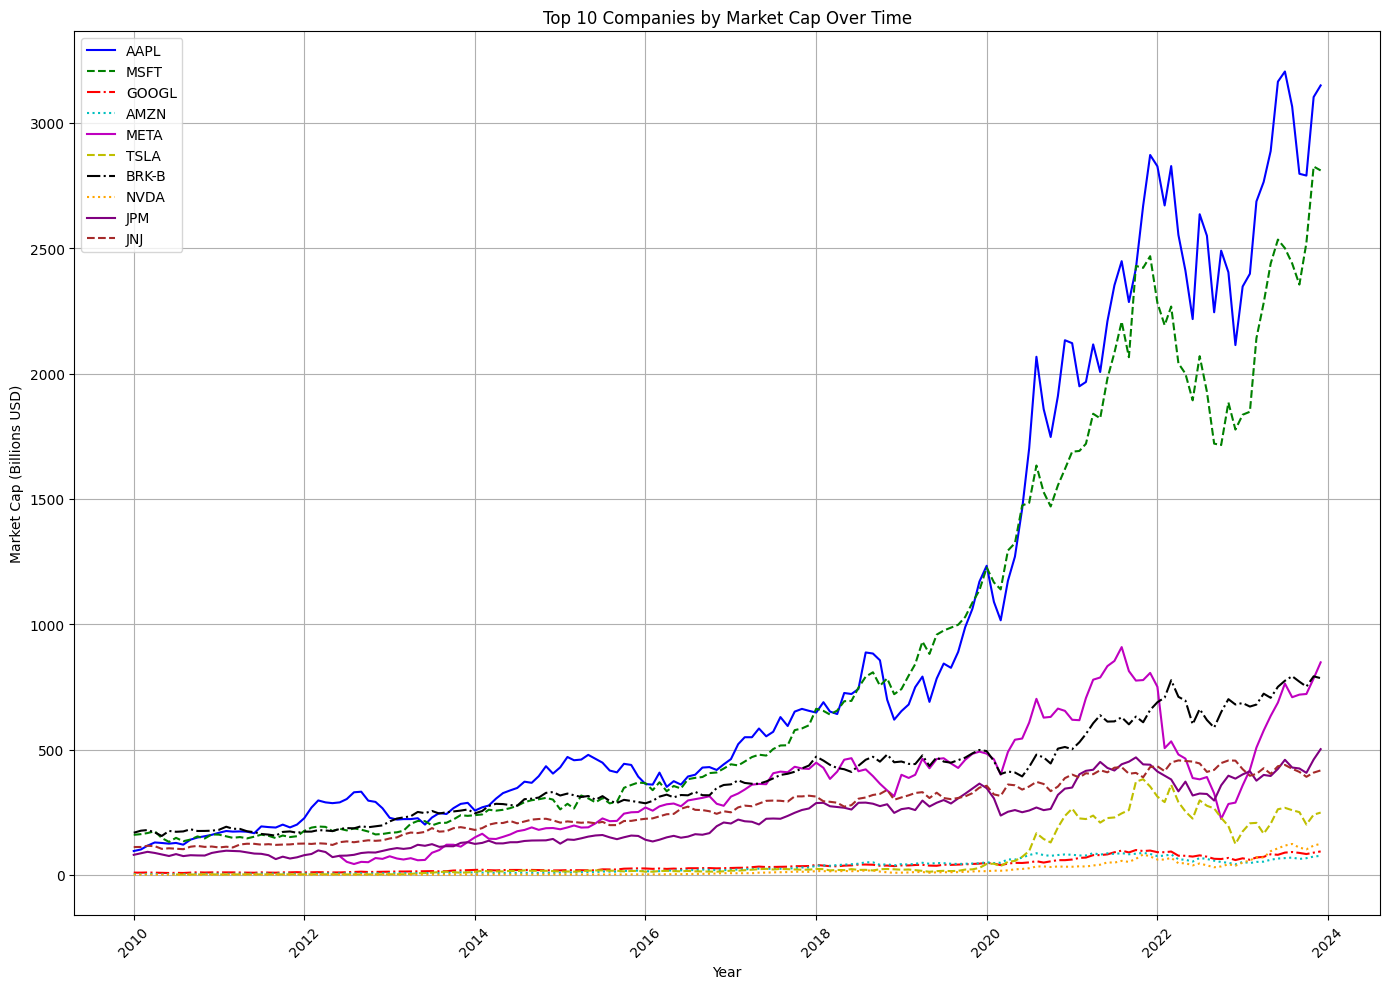 Top 10 Companies by Market Cap Over Time
AAPL
MSFT
GOOGL
AMZN
META
TSLA
BRK-B
NVDA
JPM
JNJ
Market Cap (Billions USD)
3000
2500
2000
1500
1000
500
0
2010
2012
2014
2016
2018
2020
2022
2024
Year